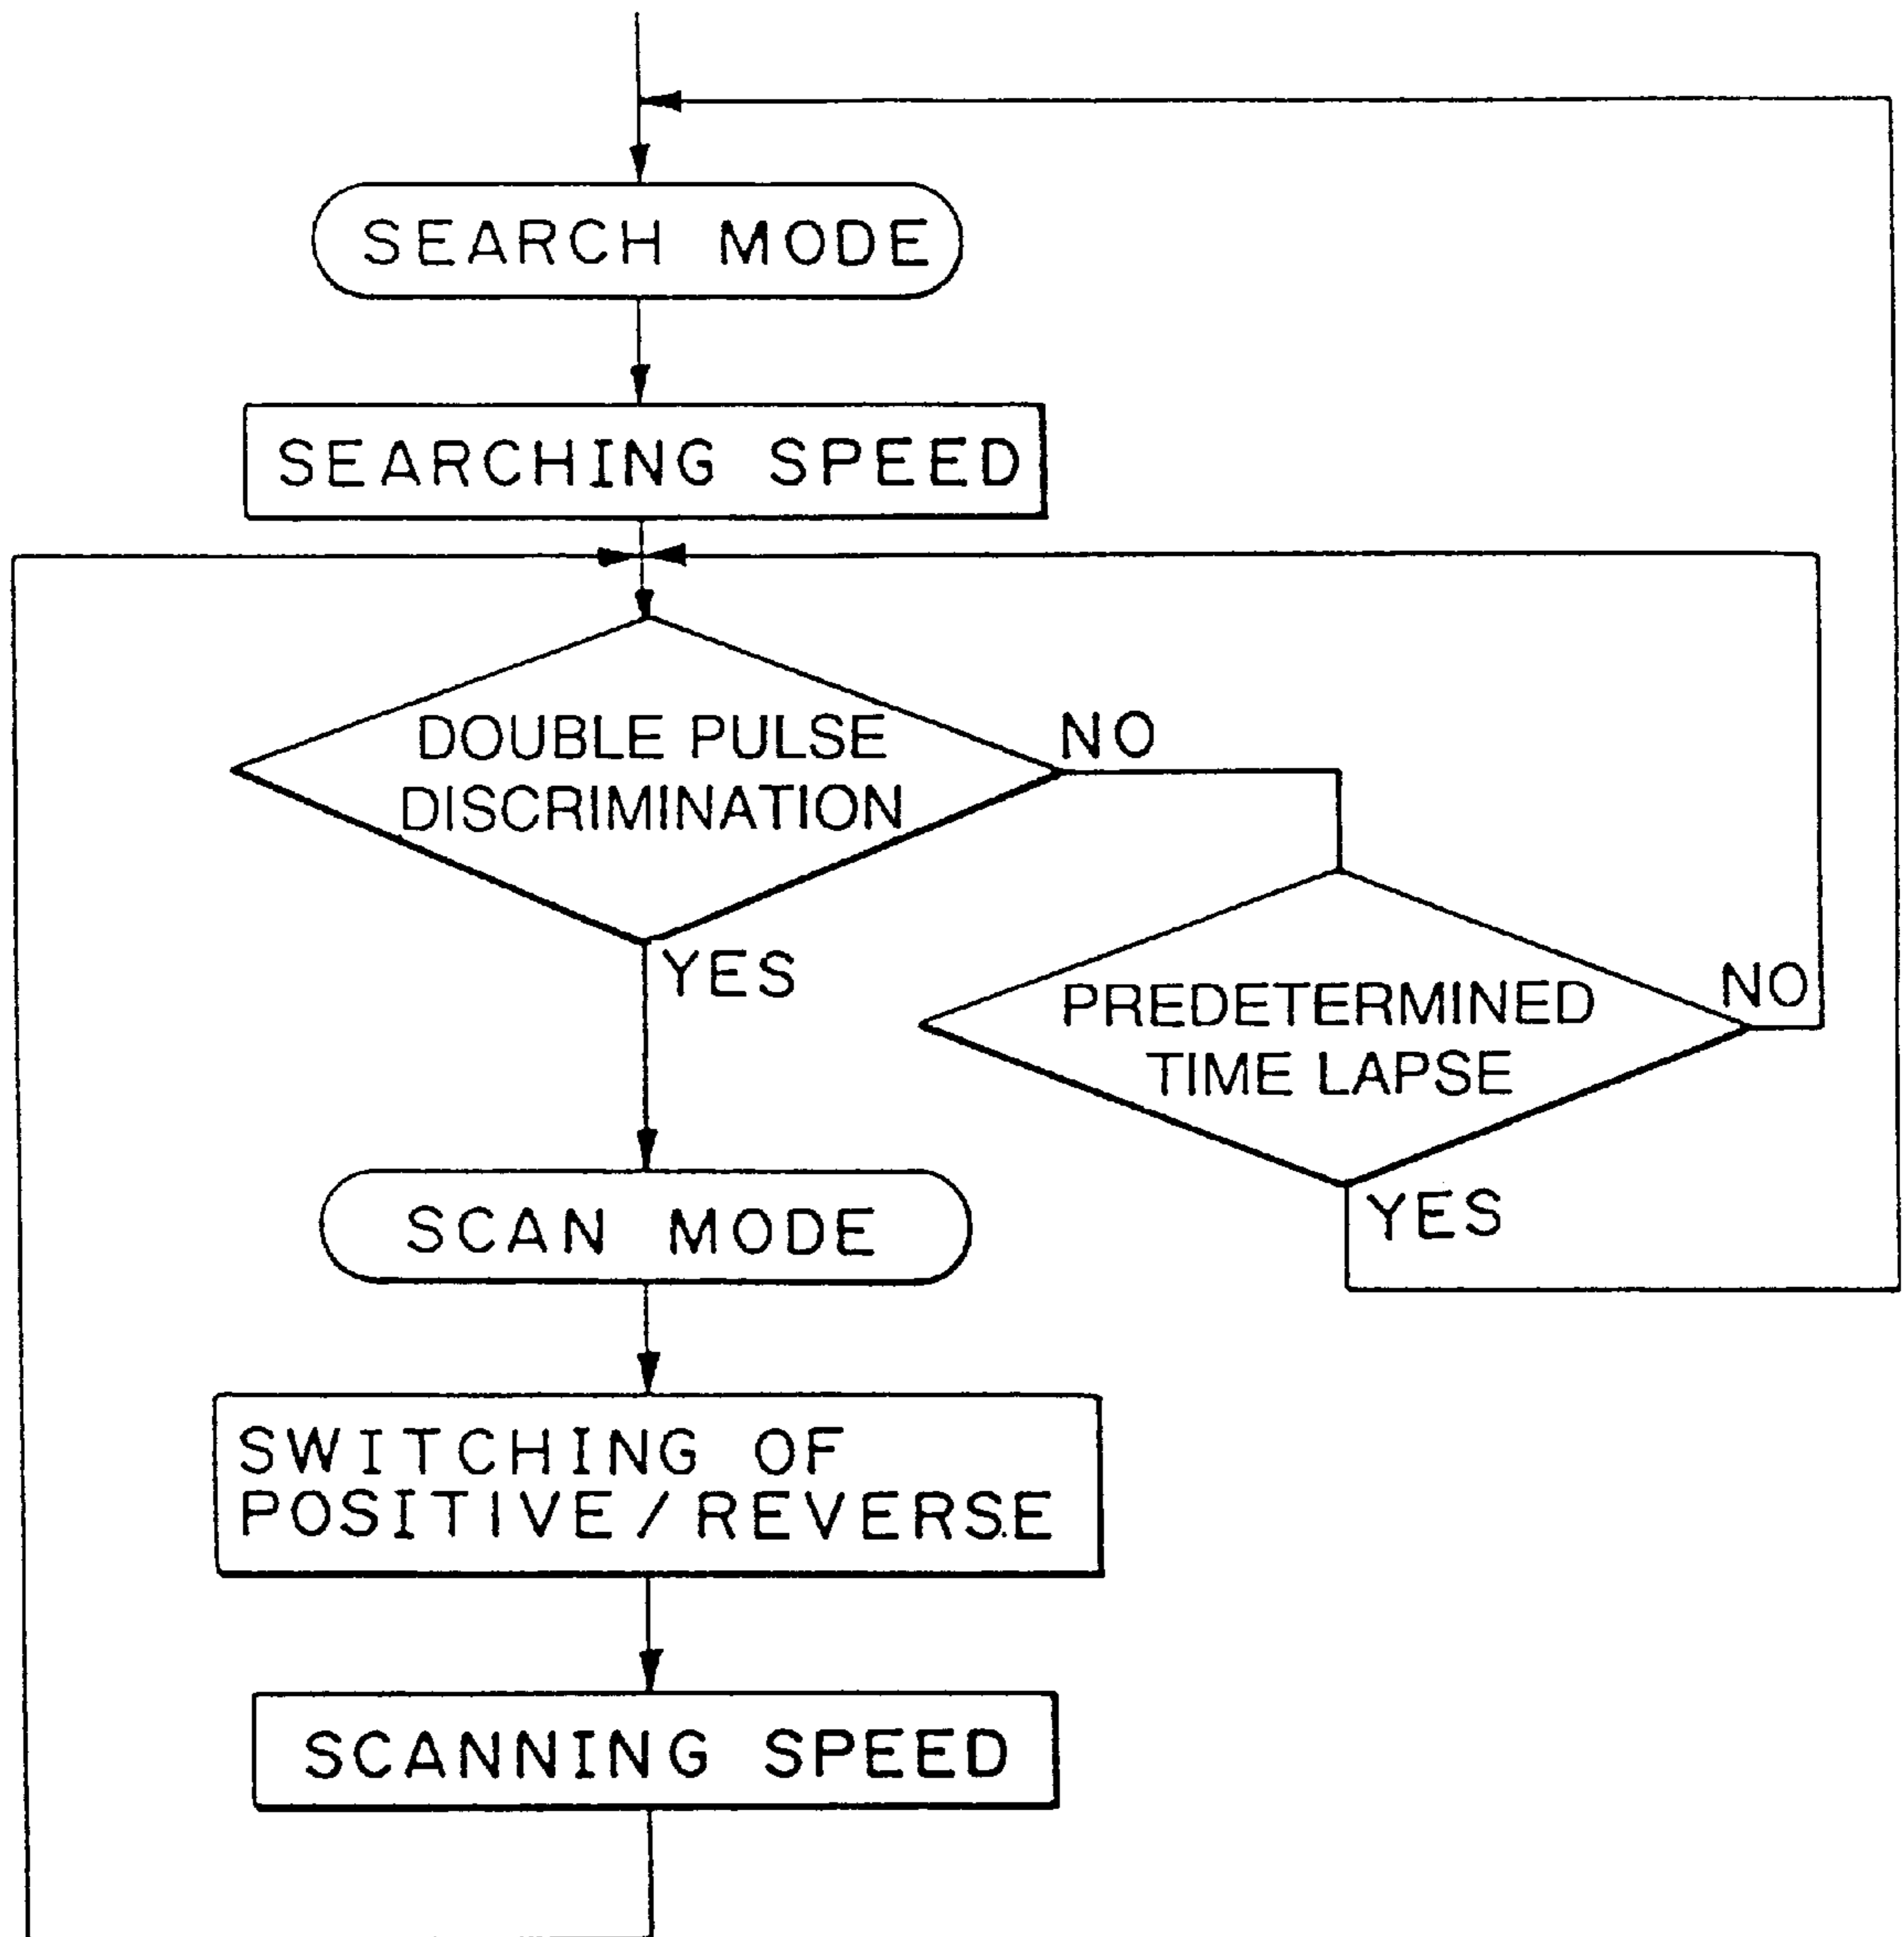 SEARCH MODE
SEARCHING SPEED
DOUBLE PULSE
DISCRIMINATION
NO
YES
PREDETERMINED
TIME LAPSE
NO
YES
SCAN MODE
SWITCHING OF
POSITIVE/REVERSE
SCANNING SPEED